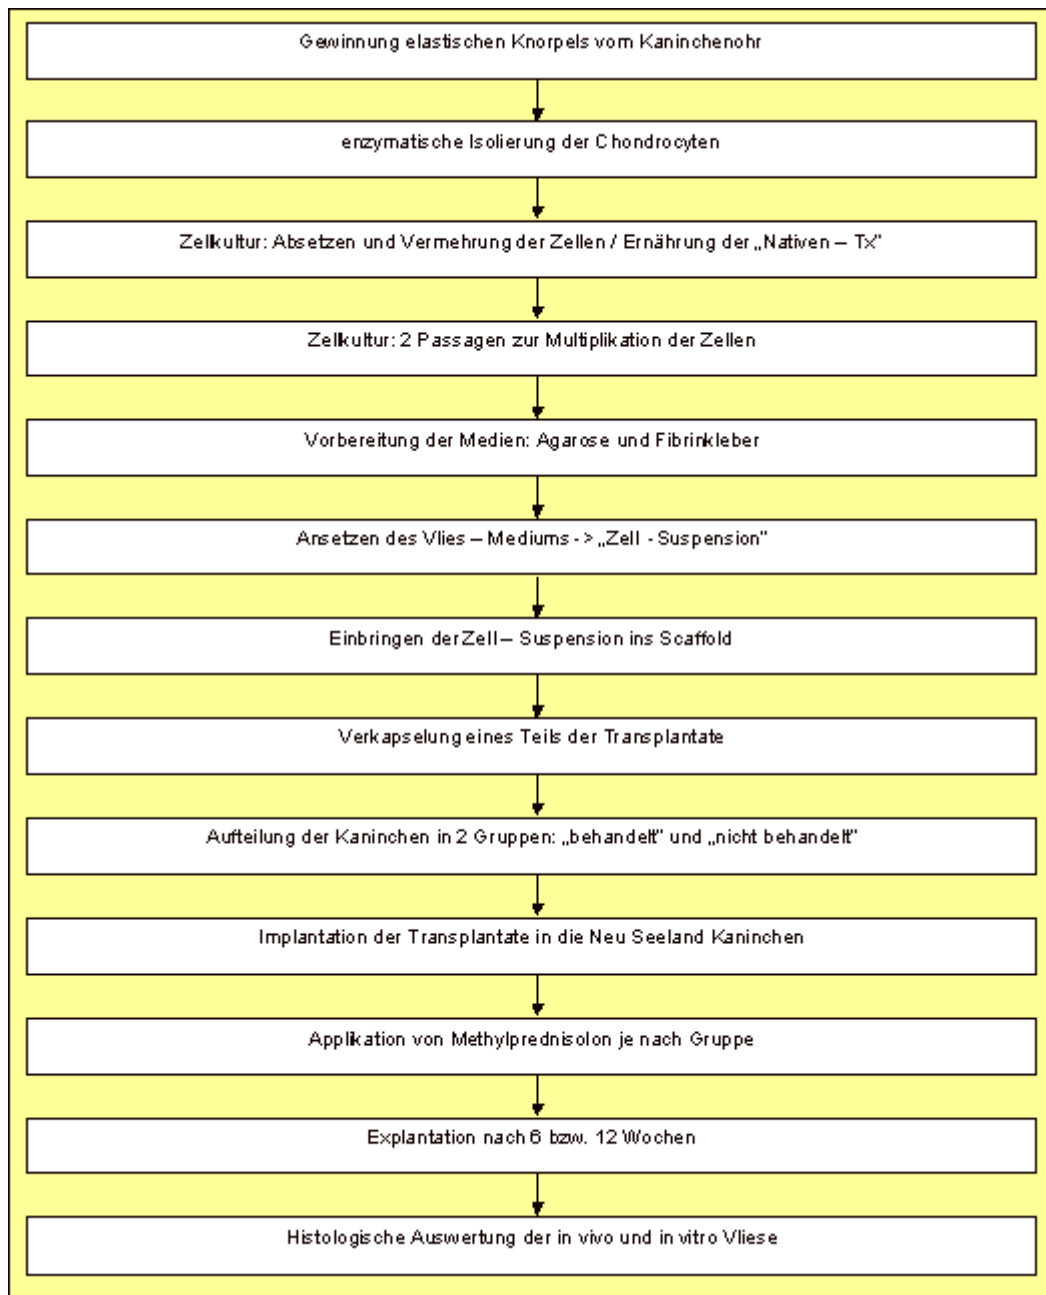 Gewinnung elastischen Knorpels vom Kaninchenohr
enzymatische Isolierung der Chondrocyten
Zellkultur: Absetzen und Vermehrung der Zellen / Ernährung der „Nativen – Tx"
Zellkultur: 2 Passagen zur Multiplikation der Zellen
Vorbereitung der Medien: Agarose und Fibrinkleber
Ansetzen des Vlies – Mediums - > „Zell - Suspension"
Einbringen der Zell – Suspension ins Scaffold
Verkapselung eines Teils der Transplantate
Aufteilung der Kaninchen in 2 Gruppen: „behandelt" und „nicht behandelt"
Implantation der Transplantate in die Neu Seeland Kaninchen
Applikation von Methylprednisolon je nach Gruppe
Explantation nach 6 bzw. 12 Wochen
Histologische Auswertung der in vivo und in vitro Vliese